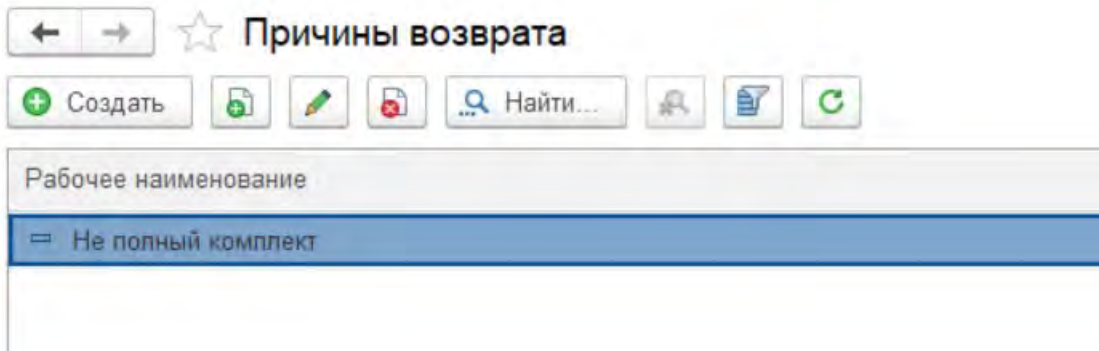 Причины возврата
Создать Найти...
Рабочее наименование
Не полный комплект